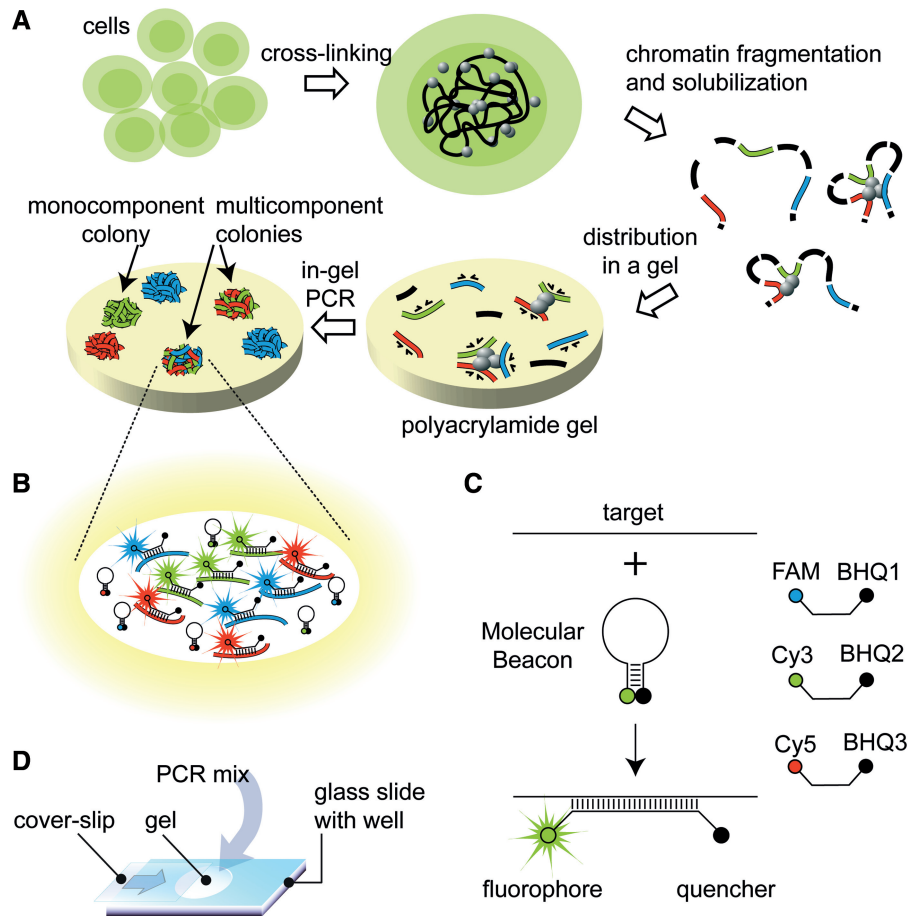 A
cells
cross-linking
chromatin fragmentation
and solubilization
monocomponent
colony
multicomponent
colonies
in-gel
PCR
distribution
in a gel
polyacrylamide gel
B
C
target
+
Molecular
Beacon
FAM BHQ1
Cy3 BHQ2
Cy5 BHQ3
fluorophore
quencher
D
PCR mix
cover-slip
gel
glass slide
with well